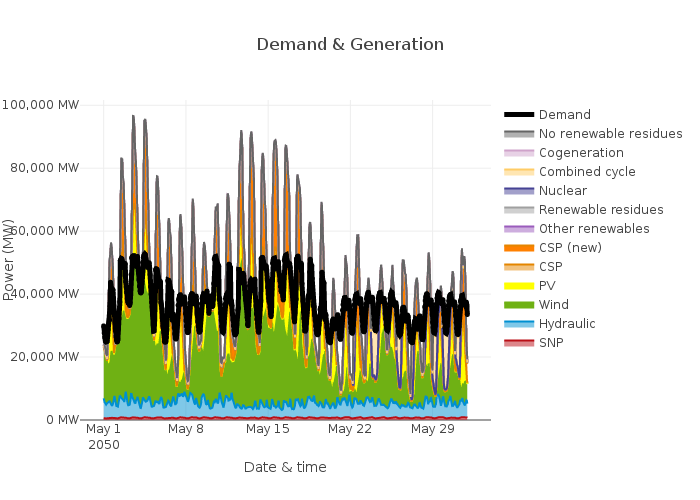 Demand & Generation
100,000 MW
80,000 MW
60,000 MW
40,000 MW
20,000 MW
0 MW
Power (MW)
May 1
2050
May 8
May 15
May 22
May 29
Date & time
Demand
No renewable residues
Cogeneration
Combined cycle
Nuclear
Renewable residues
Other renewables
CSP (new)
CSP
PV
Wind
Hydraulic
SNP